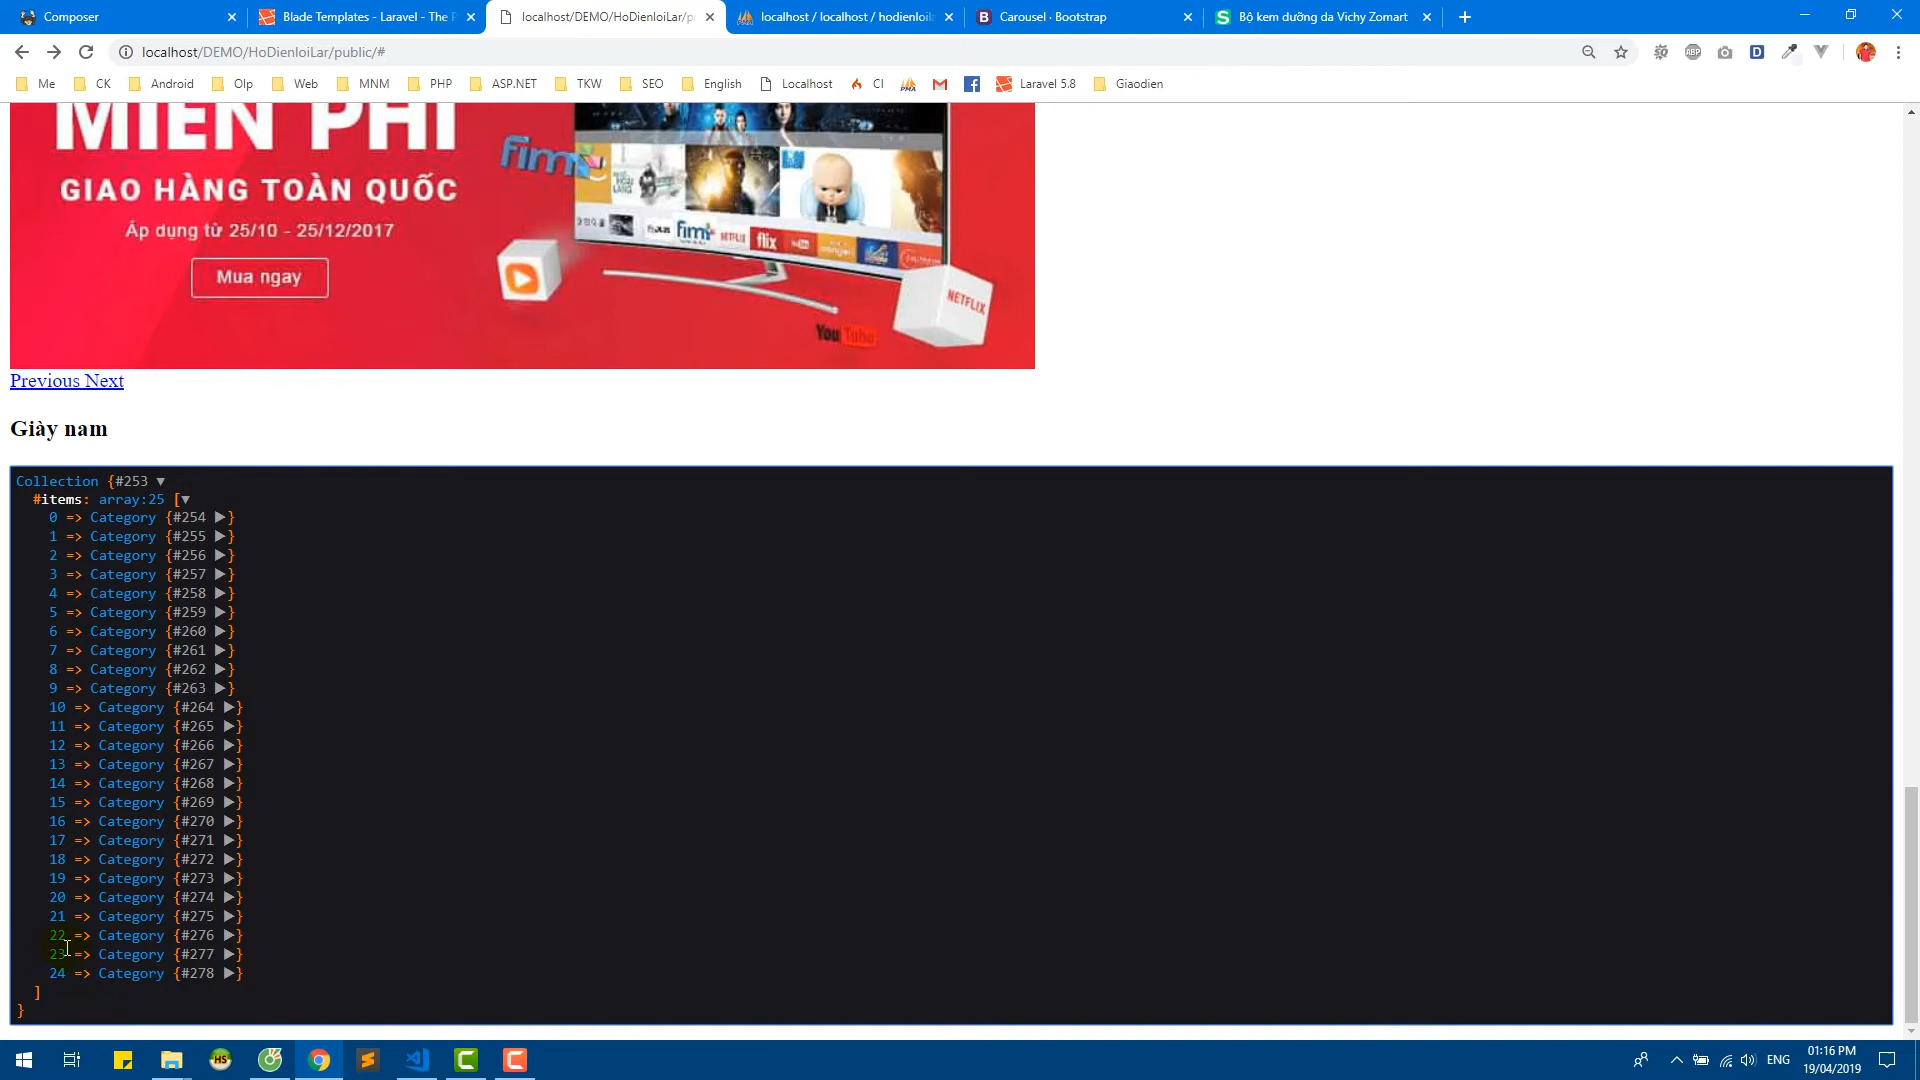 Composer
Blade Templates - Laravel - The P
localhost/DEMO/HoDienloiLar/p
localhost / localhost / hodienloila
Carousel · Bootstrap
Bộ kem dưỡng da Vichy Zomart
localhost/DEMO/HoDienloiLar/public/#
Me CK Android Olp Web MNM PHP ASP.NET TKW SEO English Localhost CI PMA Laravel 5.8 Giaodien
MIỄN PHÍ
GIAO HÀNG TOÀN QUỐC
Áp dụng từ 25/10 - 25/12/2017
Mua ngay
fim+
NETFLIX
YouTube
Previous Next
Giày nam
Collection {#253 ▼
#items: array:25 [▼
0 => Category {#254 ▶}
1 => Category {#255 ▶}
2 => Category {#256 ▶}
3 => Category {#257 ▶}
4 => Category {#258 ▶}
5 => Category {#259 ▶}
6 => Category {#260 ▶}
7 => Category {#261 ▶}
8 => Category {#262 ▶}
9 => Category {#263 ▶}
10 => Category {#264 ▶}
11 => Category {#265 ▶}
12 => Category {#266 ▶}
13 => Category {#267 ▶}
14 => Category {#268 ▶}
15 => Category {#269 ▶}
16 => Category {#270 ▶}
17 => Category {#271 ▶}
18 => Category {#272 ▶}
19 => Category {#273 ▶}
20 => Category {#274 ▶}
21 => Category {#275 ▶}
22 => Category {#276 ▶}
23 => Category {#277 ▶}
24 => Category {#278 ▶}
]
}
ENG
01:16 PM
19/04/2019